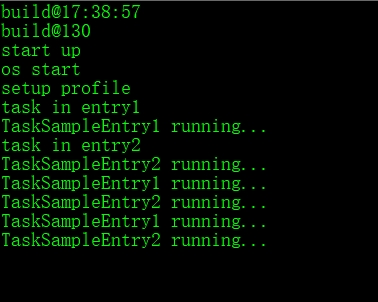 build@17:38:57
build@130
start up
os start
setup profile
task in entry1
TaskSampleEntry1 running...
task in entry2
TaskSampleEntry2 running...
TaskSampleEntry1 running...
TaskSampleEntry2 running...
TaskSampleEntry1 running...
TaskSampleEntry2 running...